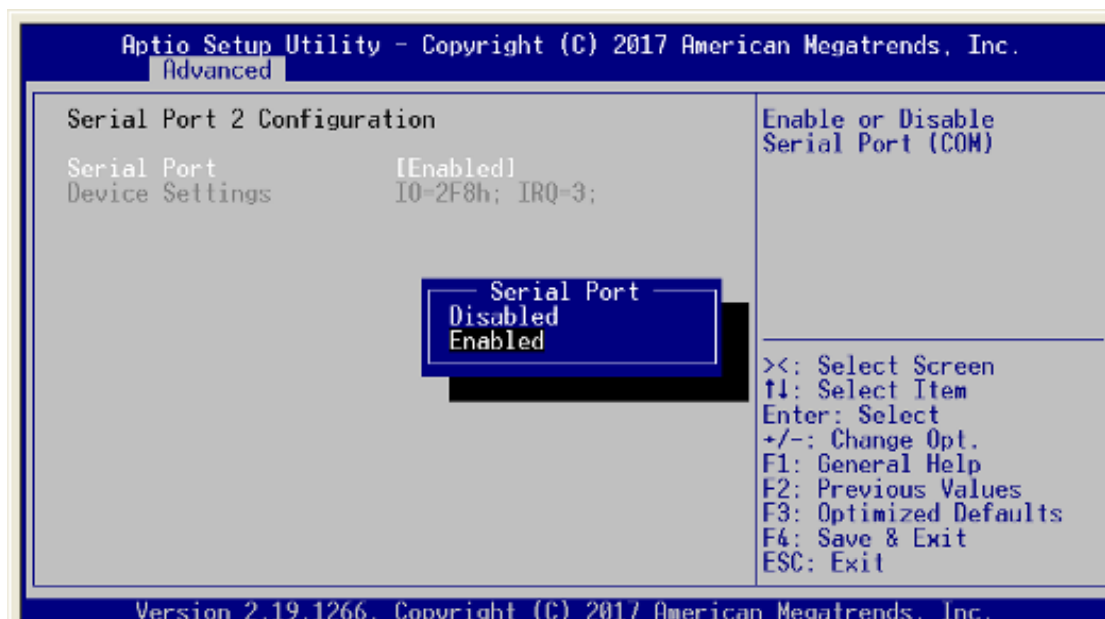 Aptio Setup Utility - Copyright (C) 2017 American Megatrends, Inc.
Advanced
Serial Port 2 Configuration
Serial Port [Enabled]
Device Settings IO=2F8h; IRQ=3;
Serial Port
Disabled
Enabled
Enable or Disable
Serial Port (COM)
><: Select Screen
↑↓: Select Item
Enter: Select
+/-: Change Opt.
F1: General Help
F2: Previous Values
F3: Optimized Defaults
F4: Save & Exit
ESC: Exit
Version 2.19.1266. Copyright (C) 2017 American Megatrends, Inc.